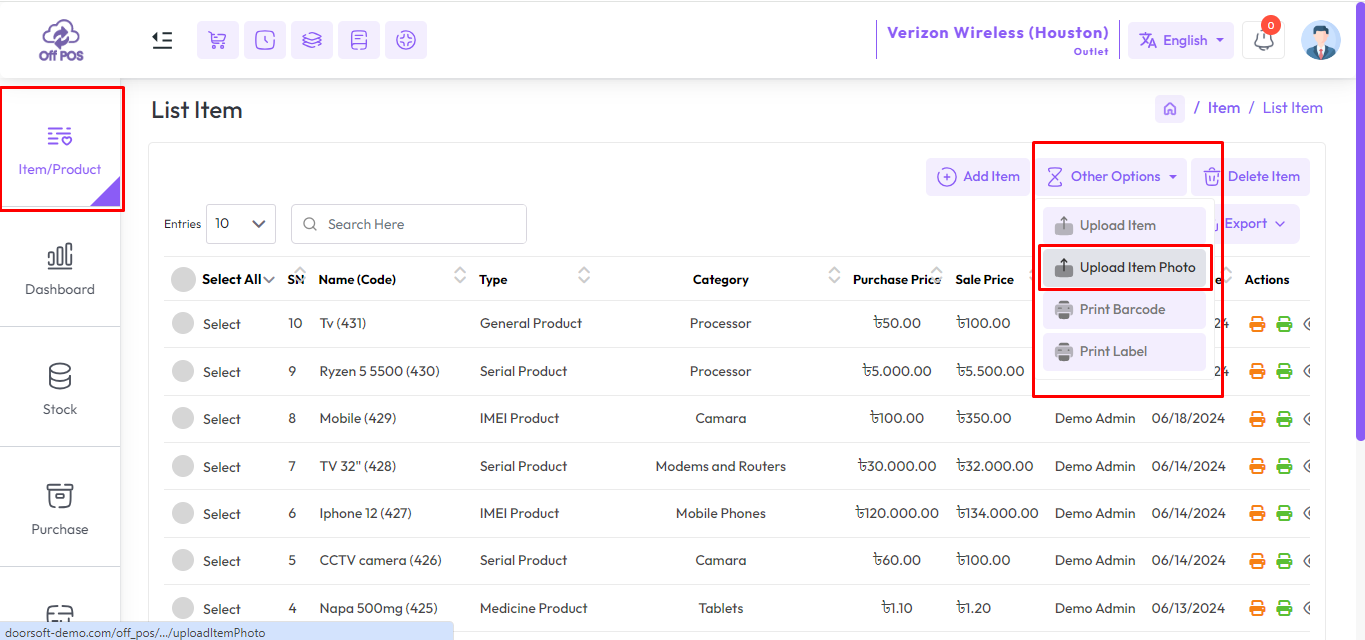 Off POS
Verizon Wireless (Houston)
Outlet
English
0
List Item
/ Item / List Item
Item/Product
Add Item
Other Options
Delete Item
Entries 10
Search Here
Export
Upload Item
Upload Item Photo
Print Barcode
Print Label
Select All SN Name (Code) Type Category Purchase Price Sale Price Actions
Select 10 Tv (431) General Product Processor ৳50.00 ৳100.00 24
Select 9 Ryzen 5 5500 (430) Serial Product Processor ৳5.000.00 ৳5.500.00 24
Select 8 Mobile (429) IMEI Product Camara ৳100.00 ৳350.00 Demo Admin 06/18/2024
Select 7 TV 32" (428) Serial Product Modems and Routers ৳30.000.00 ৳32.000.00 Demo Admin 06/14/2024
Select 6 Iphone 12 (427) IMEI Product Mobile Phones ৳120.000.00 ৳134.000.00 Demo Admin 06/14/2024
Select 5 CCTV camera (426) Serial Product Camara ৳60.00 ৳100.00 Demo Admin 06/14/2024
Select 4 Napa 500mg (425) Medicine Product Tablets ৳1.10 ৳1.20 Demo Admin 06/13/2024
Dashboard
Stock
Purchase
doorsoft-demo.com/off_pos/.../uploadItemPhoto